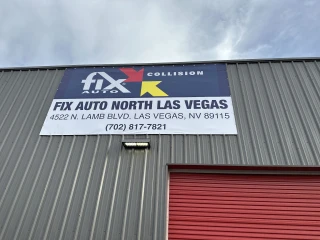 fix COLLISION
AUTO
FIX AUTO NORTH LAS VEGAS
4522 N. LAMB BLVD. LAS VEGAS, NV 89115
(702) 817-7821